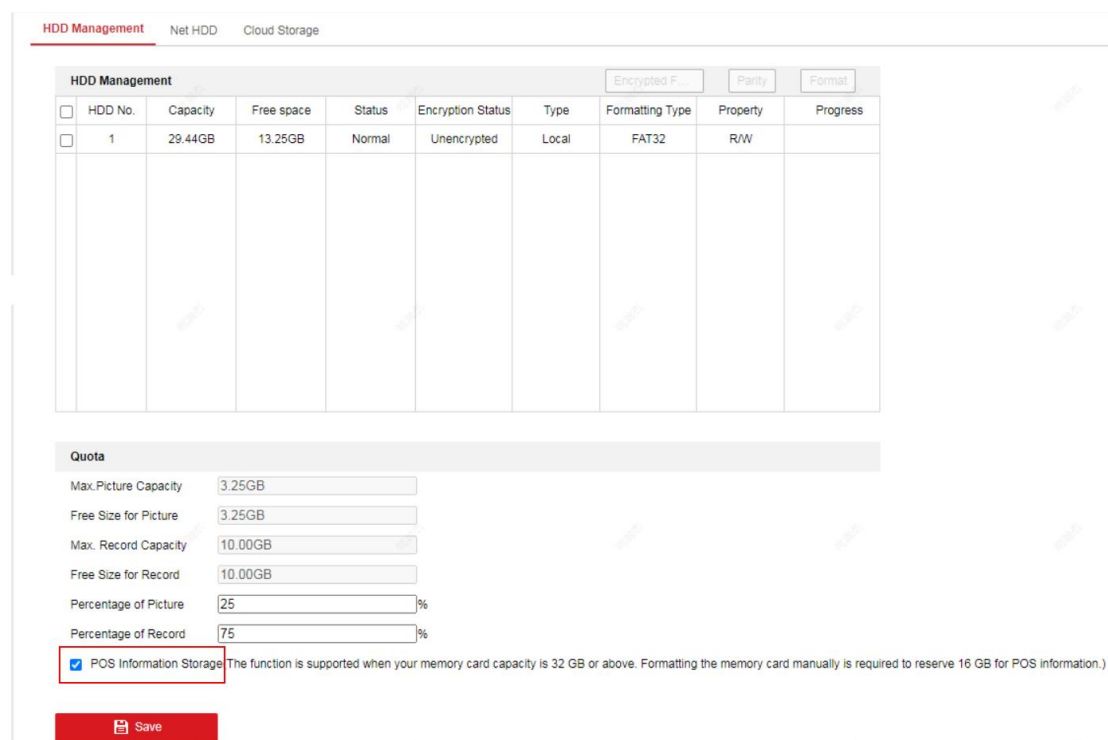 HDD Management Net HDD Cloud Storage
HDD Management Encrypted F... Parity Format
HDD No. Capacity Free space Status Encryption Status Type Formatting Type Property Progress
1 29.44GB 13.25GB Normal Unencrypted Local FAT32 R/W
Quota
Max.Picture Capacity 3.25GB
Free Size for Picture 3.25GB
Max. Record Capacity 10.00GB
Free Size for Record 10.00GB
Percentage of Picture 25 %
Percentage of Record 75 %
POS Information Storage(The function is supported when your memory card capacity is 32 GB or above. Formatting the memory card manually is required to reserve 16 GB for POS information.)
Save